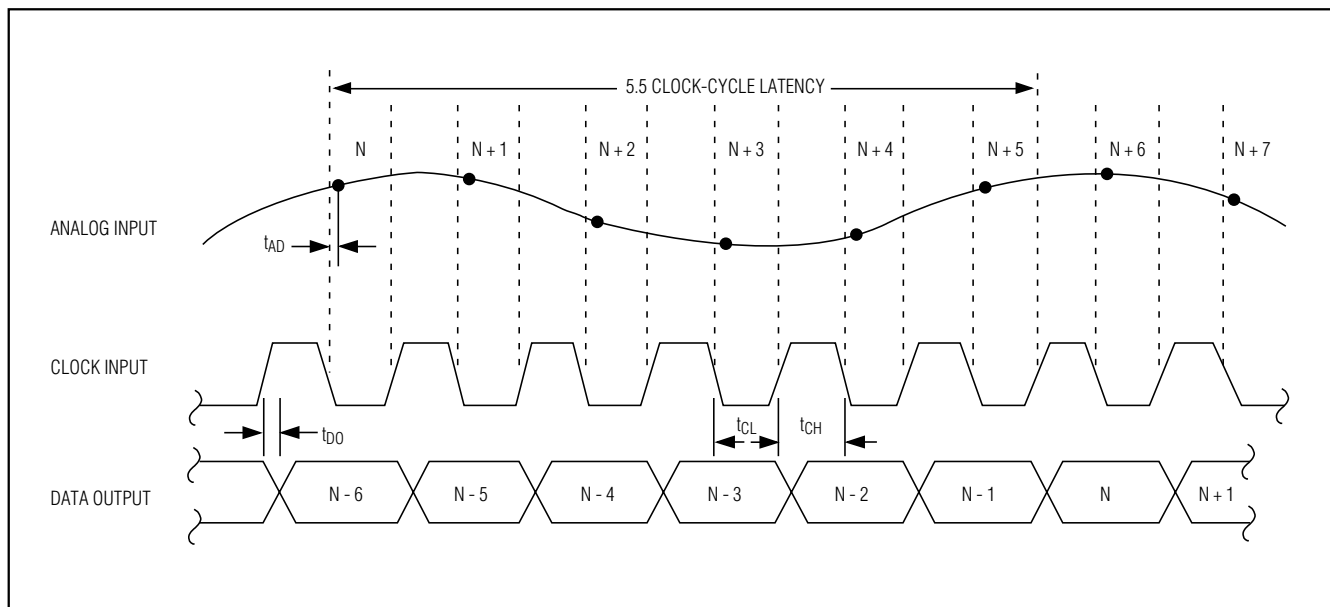 5.5 CLOCK-CYCLE LATENCY
N N + 1 N + 2 N + 3 N + 4 N + 5 N + 6 N + 7
ANALOG INPUT
tAD
CLOCK INPUT
tDO tCL tCH
DATA OUTPUT N - 6 N - 5 N - 4 N - 3 N - 2 N - 1 N N + 1